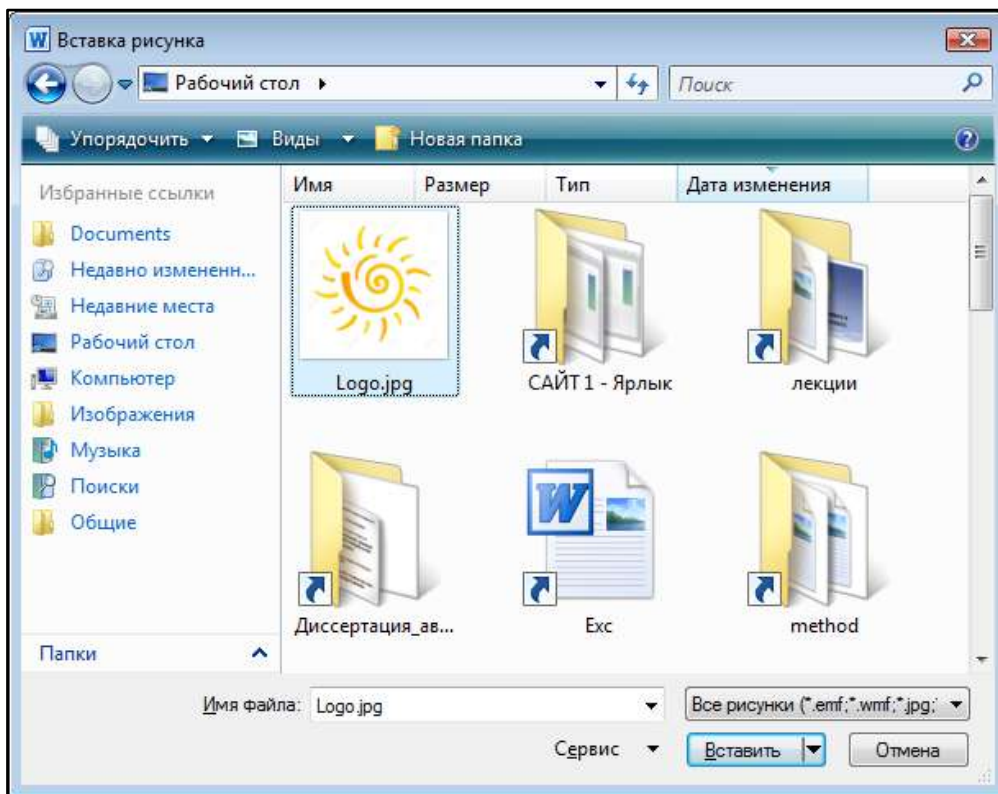 Вставка рисунка
Рабочий стол
Поиск
Упорядочить Виды Новая папка
Избранные ссылки
Documents
Недавно измененн...
Недавние места
Рабочий стол
Компьютер
Изображения
Музыка
Поиски
Общие
Папки
Имя Размер Тип Дата изменения
Logo.jpg САЙТ 1 - Ярлык лекции
Диссертация_ав... Exc method
Имя файла: Logo.jpg Все рисунки (*.emf;*.wmf;*.jpg;*
Сервис Вставить Отмена